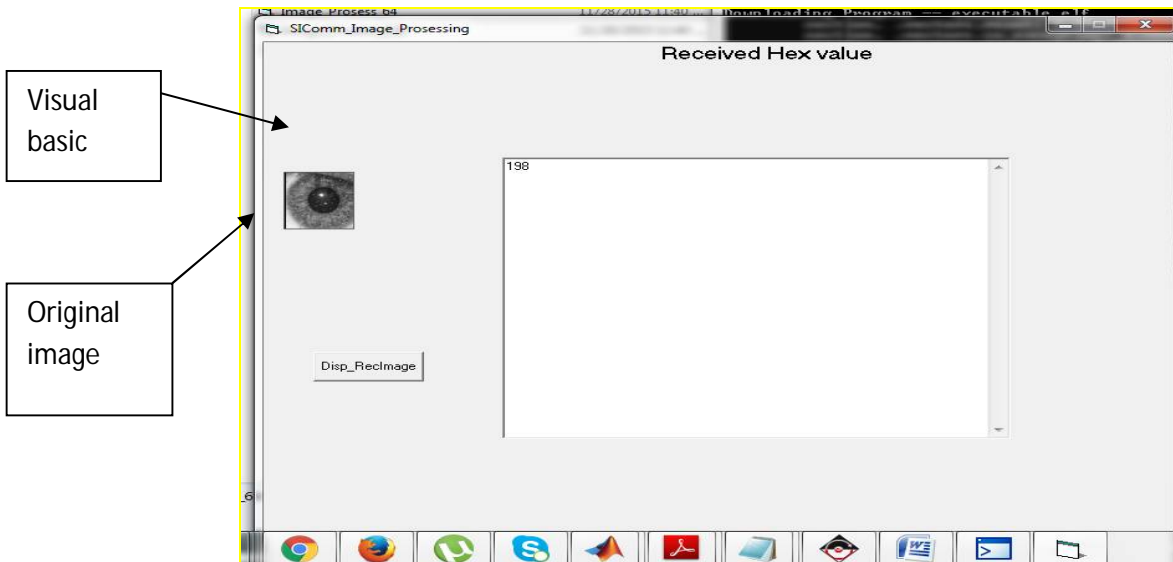 Image Prosess 64 11/28/2015 11:40 ... Downloading Program -- executable.elf
SIComm_Image_Prosessing
Received Hex value
Visual
basic
198
Original
image
Disp_RecImage
_6